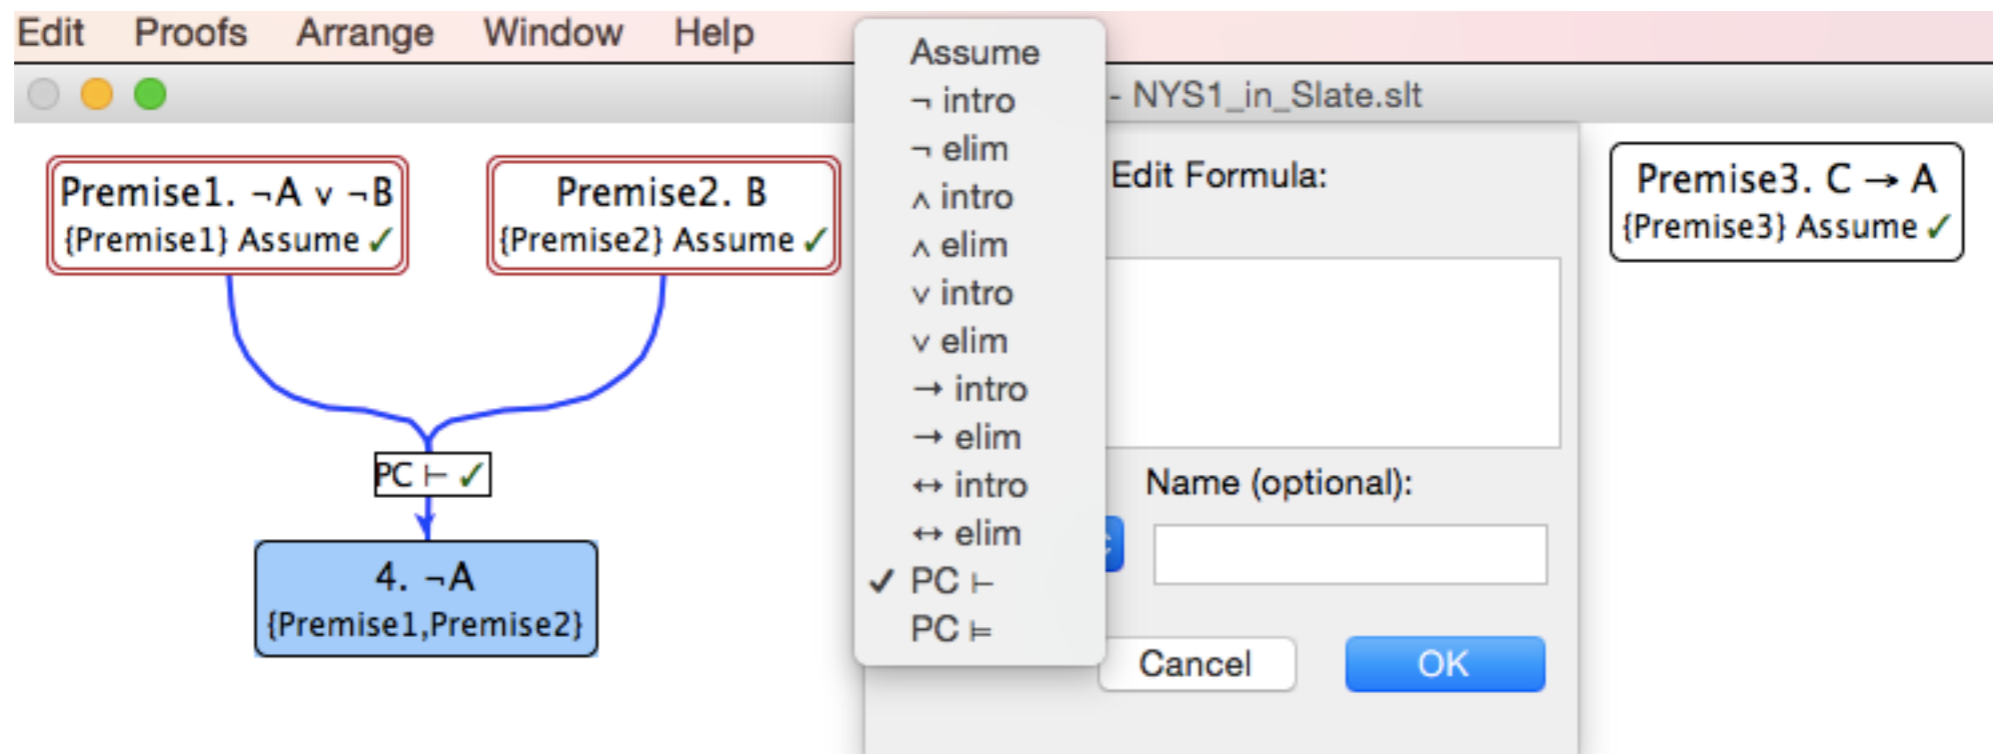 Edit Proofs Arrange Window Help
- NYS1_in_Slate.slt
Premise1. ¬A ∨ ¬B
{Premise1} Assume ✓
Premise2. B
{Premise2} Assume ✓
PC ⊢ ✓
4. ¬A
{Premise1,Premise2}
Assume
¬ intro
¬ elim
∧ intro
∧ elim
∨ intro
∨ elim
→ intro
→ elim
↔ intro
↔ elim
✓ PC ⊢
PC ⊨
Edit Formula:
Name (optional):
Cancel
OK
Premise3. C → A
{Premise3} Assume ✓